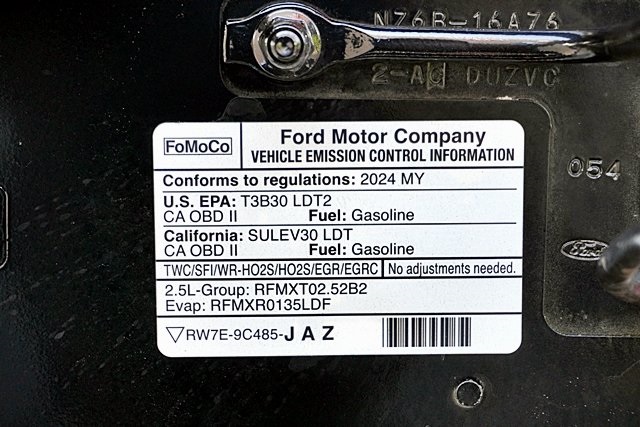 NZ6B-16A76
2-AC DUZVC
054
Ford
FoMoCo
Ford Motor Company
VEHICLE EMISSION CONTROL INFORMATION
Conforms to regulations: 2024 MY
U.S. EPA: T3B30 LDT2
CA OBD II Fuel: Gasoline
California: SULEV30 LDT
CA OBD II Fuel: Gasoline
TWC/SFI/WR-HO2S/HO2S/EGR/EGRC No adjustments needed.
2.5L-Group: RFMXT02.52B2
Evap: RFMXR0135LDF
RW7E-9C485-JAZ